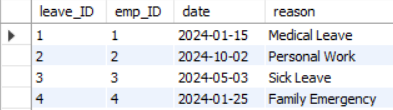 leave_ID emp_ID date reason
1 1 2024-01-15 Medical Leave
2 2 2024-10-02 Personal Work
3 3 2024-05-03 Sick Leave
4 4 2024-01-25 Family Emergency